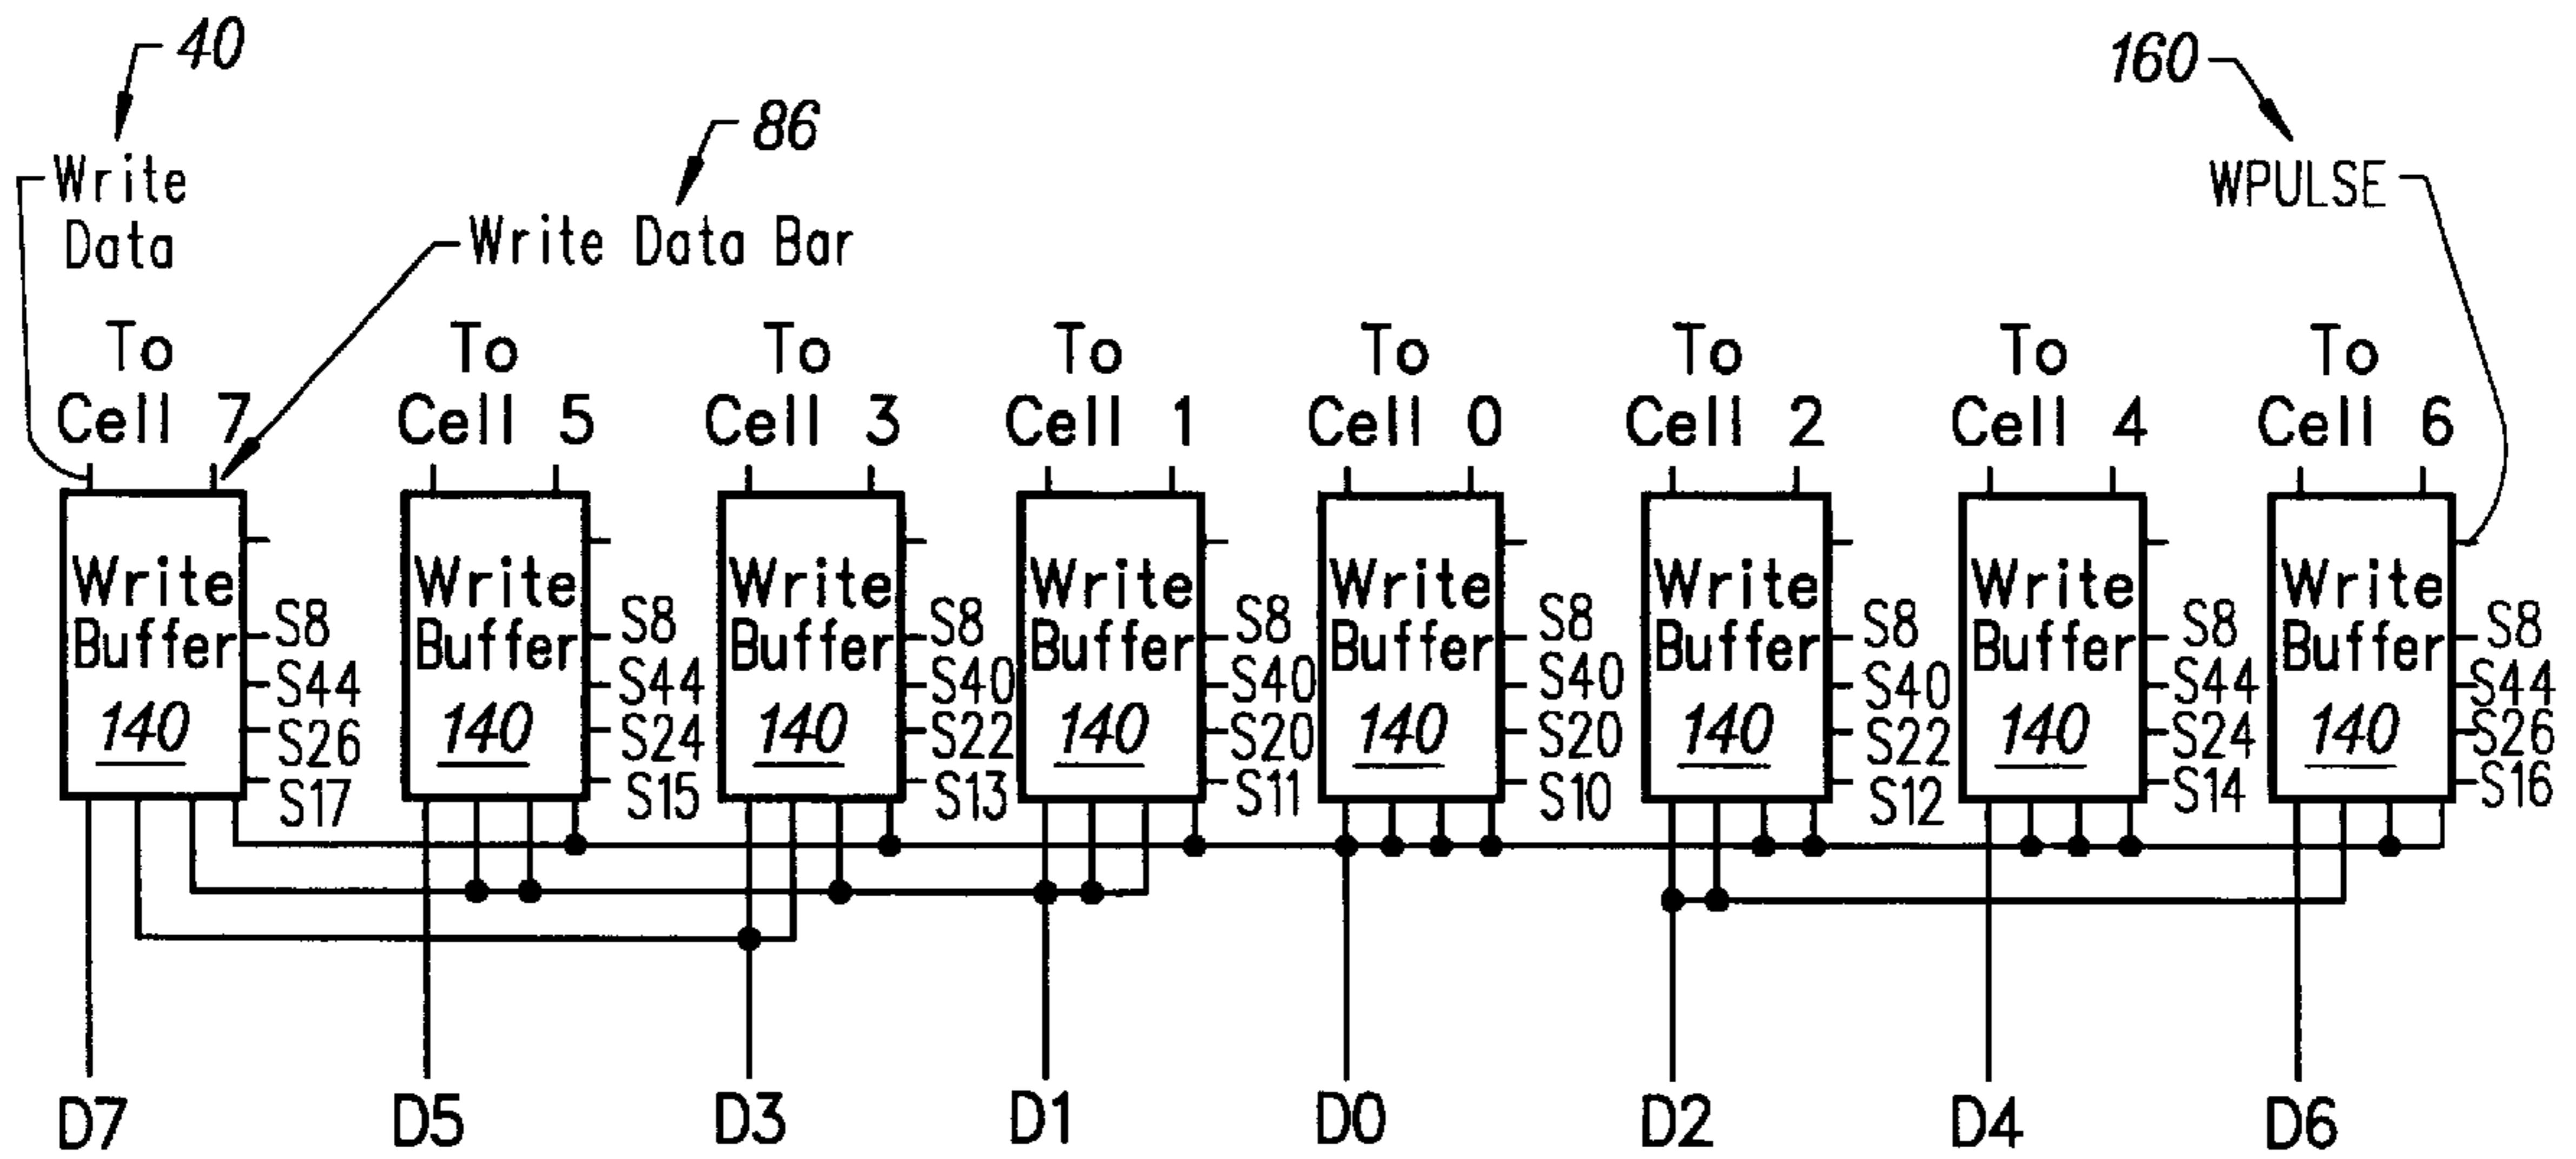 40
160
86
Write
Data
WPULSE
Write Data Bar
To To To To To To To To
Cell 7 Cell 5 Cell 3 Cell 1 Cell 0 Cell 2 Cell 4 Cell 6
Write Write Write Write Write Write Write Write
Buffer S8 Buffer S8 Buffer S8 Buffer S8 Buffer S8 Buffer S8 Buffer S8 Buffer S8
S44 S44 S40 S40 S40 S40 S44 S44
140 S26 140 S24 140 S22 140 S20 140 S20 140 S22 140 S24 140 S26
S17 S15 S13 S11 S10 S12 S14 S16
D7 D5 D3 D1 D0 D2 D4 D6